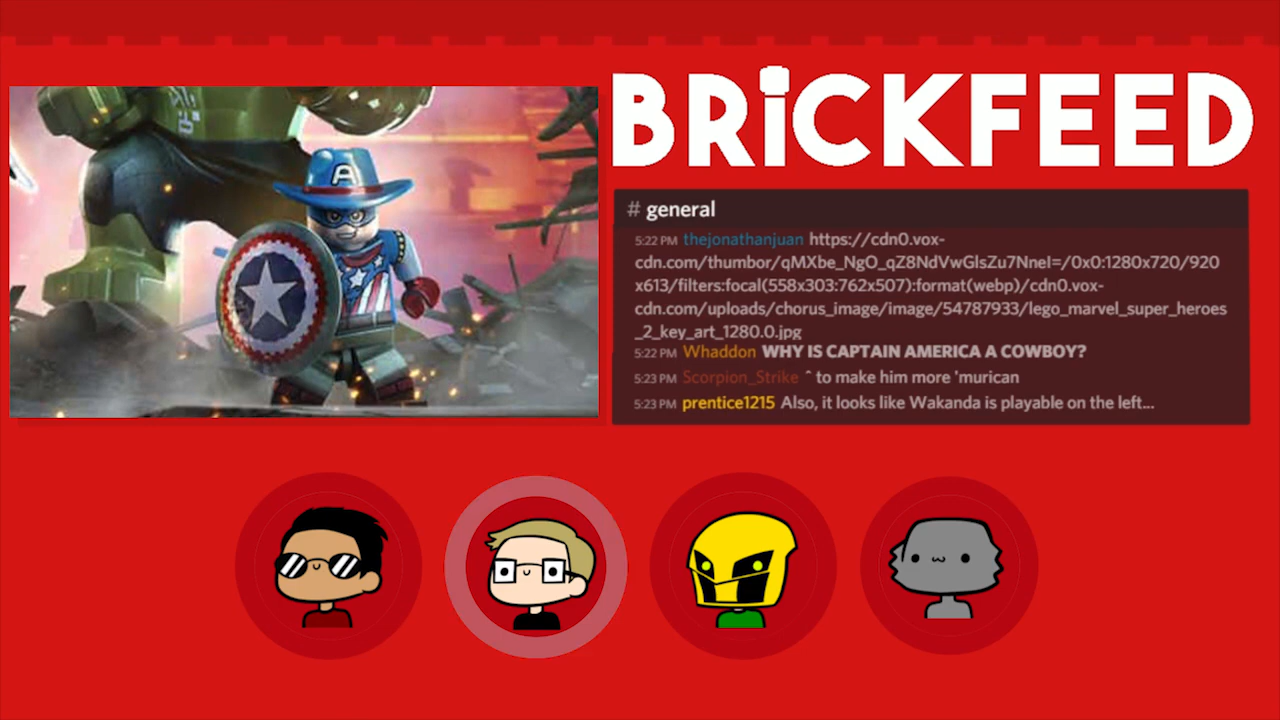 BRICKFEED
A
# general
5:22 PM thejonathanjuan https://cdn0.vox-
cdn.com/thumbor/qMXbe_NgO_qZ8NdVwGlsZu7NneI=/0x0:1280x720/920
x613/filters:focal(558x303:762x507):format(webp)/cdn0.vox-
cdn.com/uploads/chorus_image/image/54787933/lego_marvel_super_heroes
_2_key_art_1280.0.jpg
5:22 PM Whaddon WHY IS CAPTAIN AMERICA A COWBOY?
5:23 PM Scorpion_Strike ^ to make him more 'murican
5:23 PM prentice1215 Also, it looks like Wakanda is playable on the left...